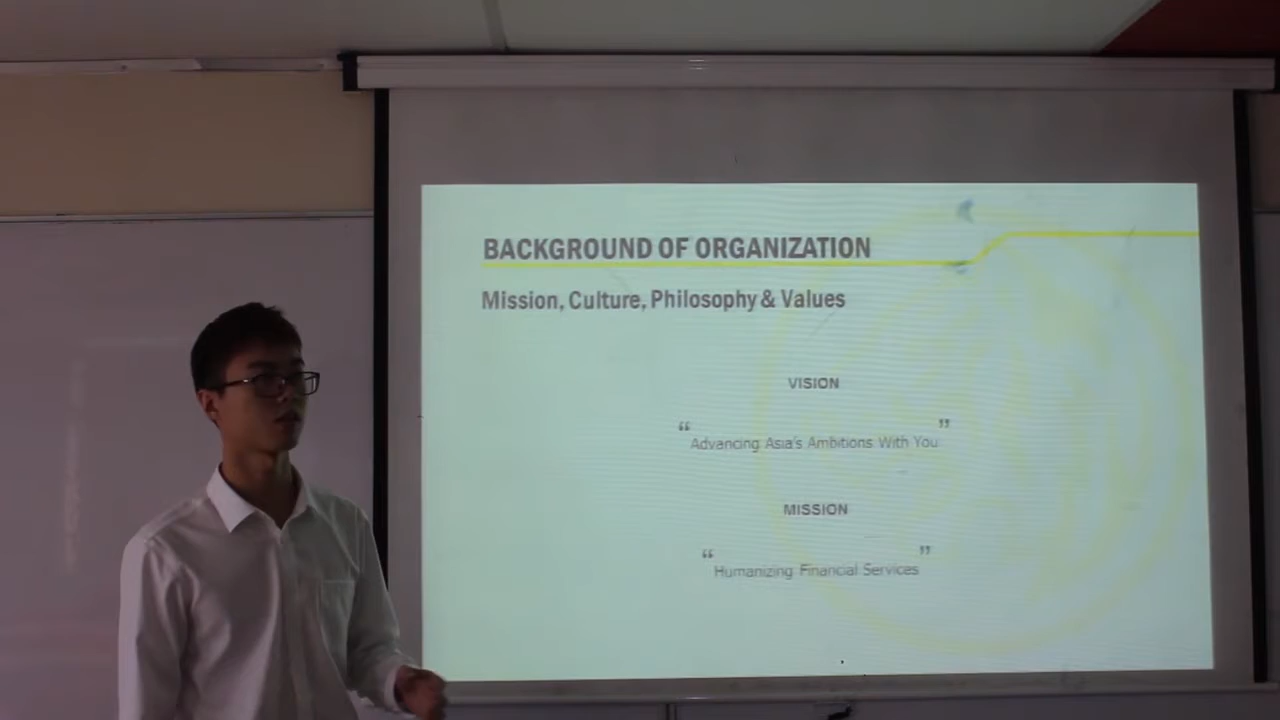 BACKGROUND OF ORGANIZATION
Mission, Culture, Philosophy & Values
VISION
“Advancing Asia's Ambitions With You”
MISSION
“Humanizing Financial Services”